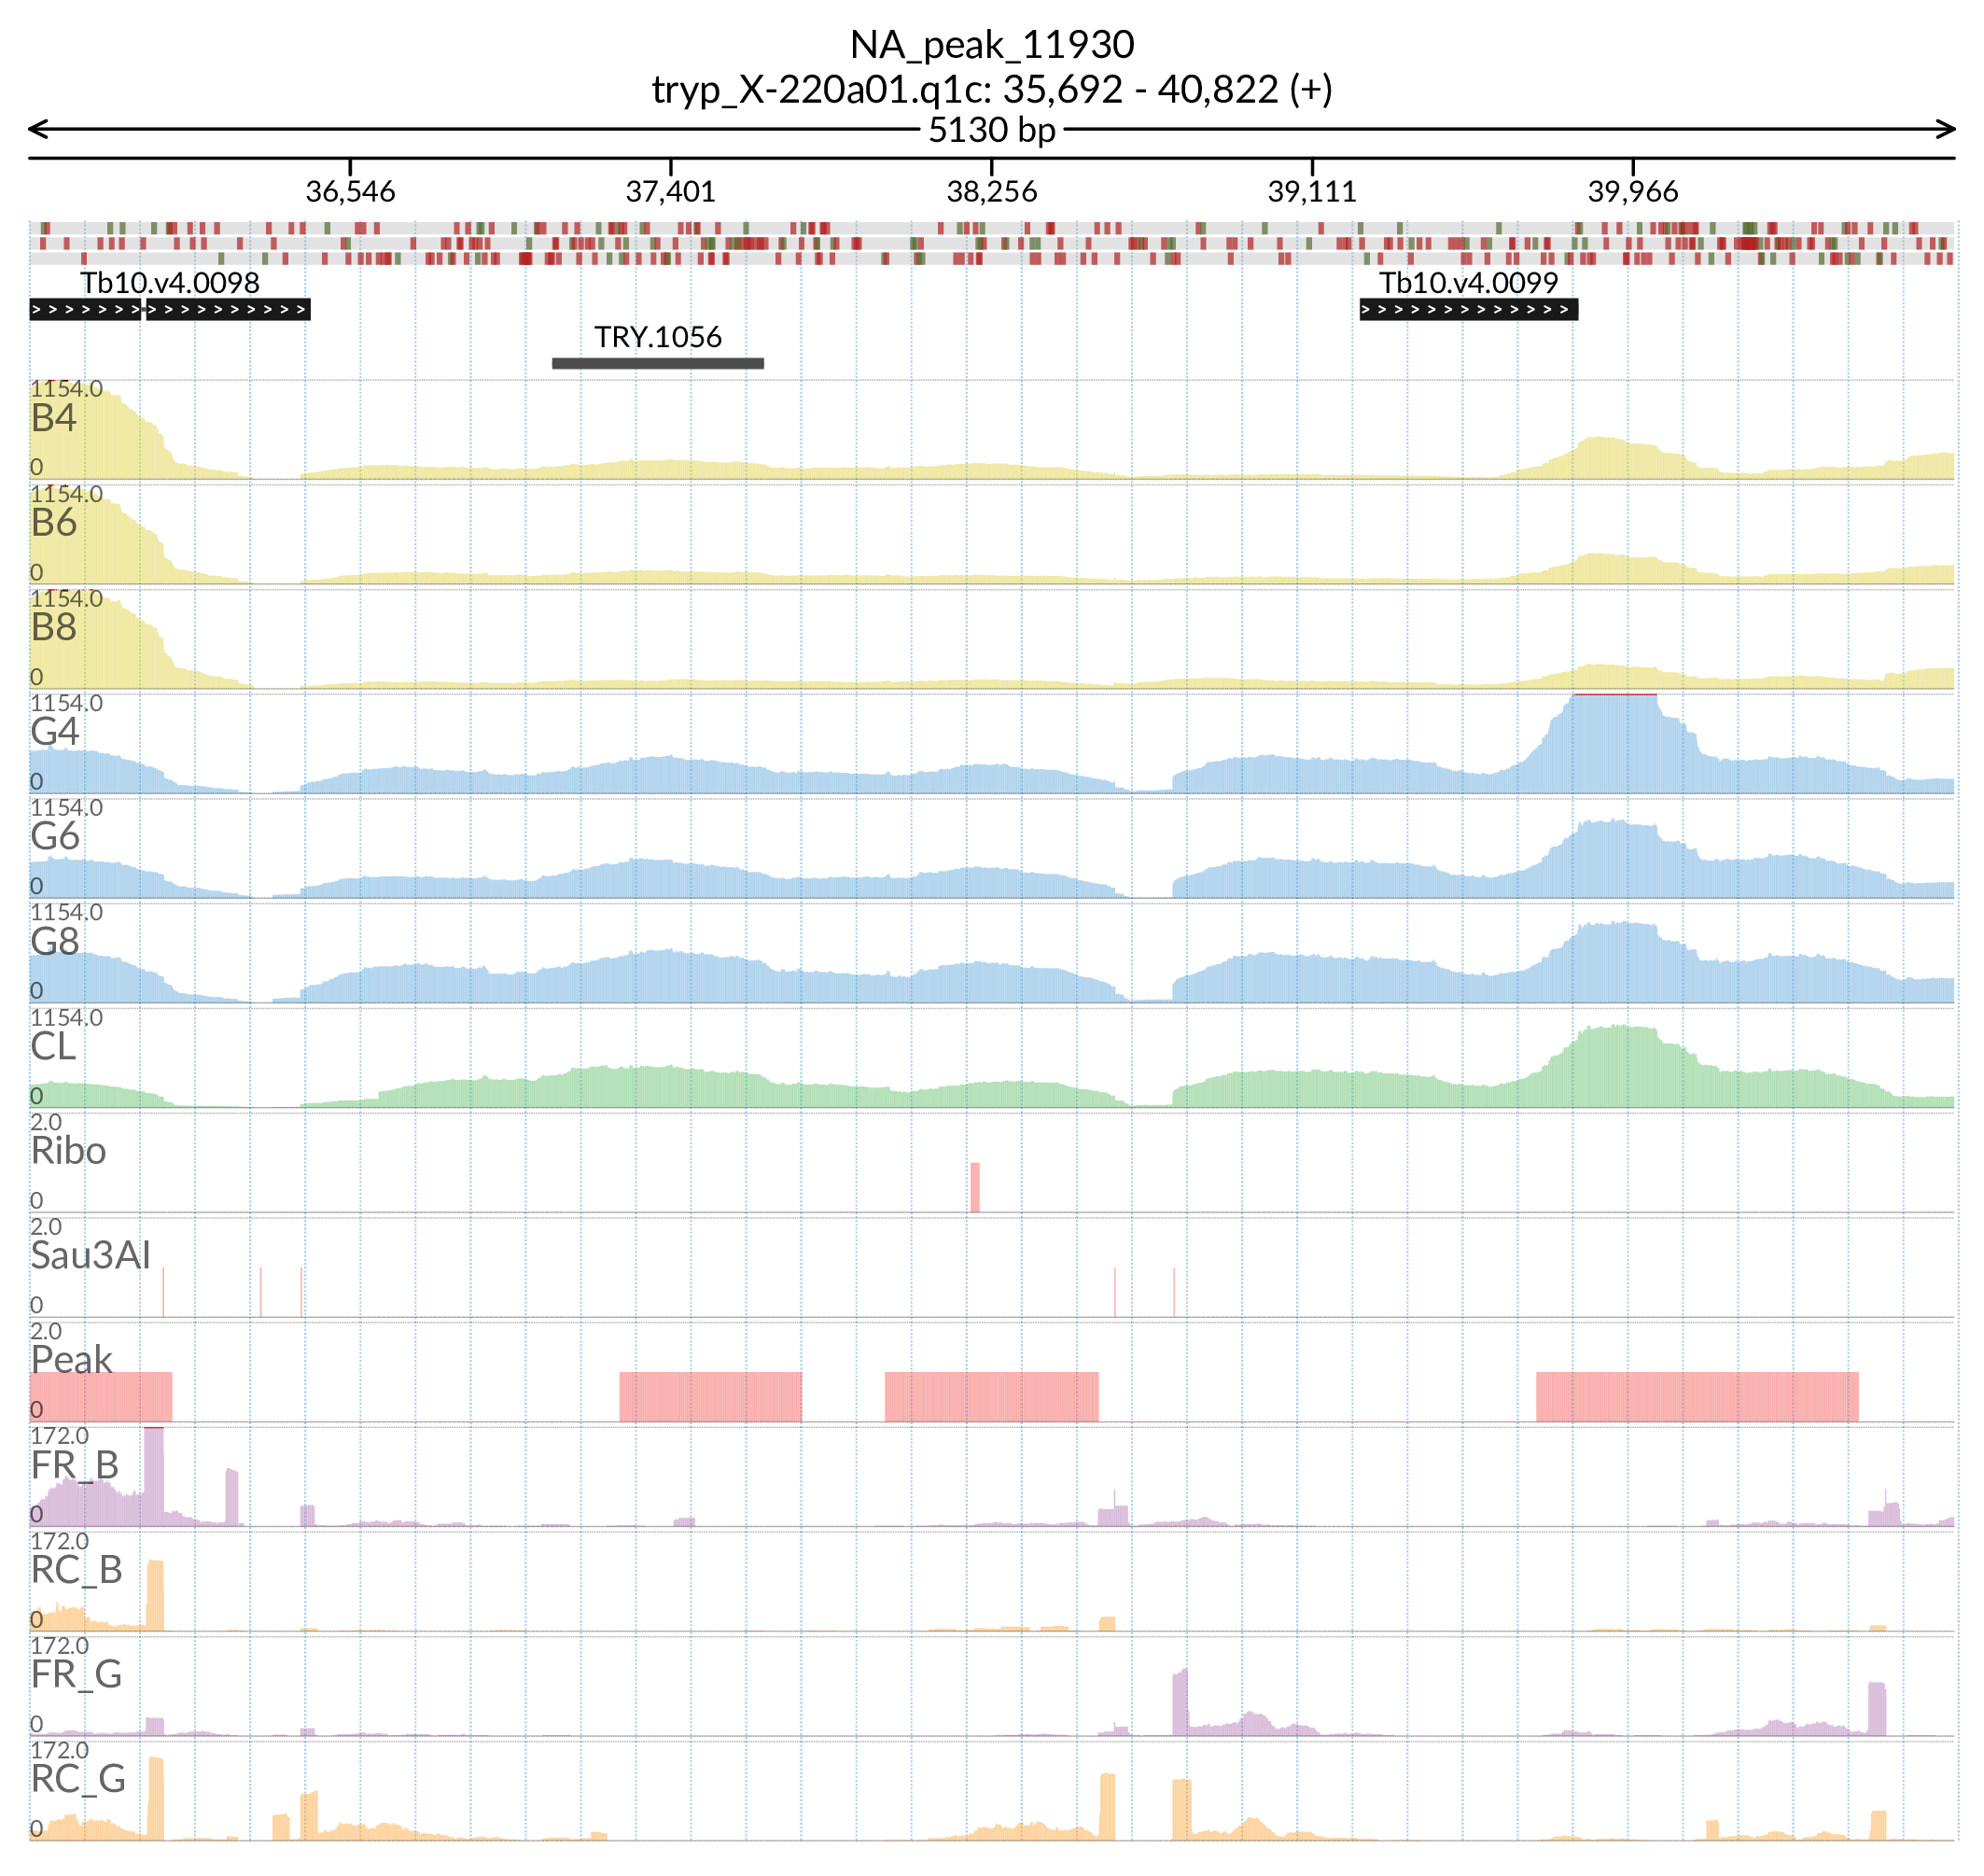 NA_peak_11930
tryp_X-220a01.q1c: 35,692 - 40,822 (+)
5130 bp
36,546 37,401 38,256 39,111 39,966
Tb10.v4.0098 Tb10.v4.0099
> > > > > > > > > > > > > > > > > > > > > > > > > > > > >
TRY.1056
1154.0
B4
0
1154.0
B6
0
1154.0
B8
0
1154.0
G4
0
1154.0
G6
0
1154.0
G8
0
1154.0
CL
0
2.0
Ribo
0
2.0
Sau3AI
0
2.0
Peak
0
172.0
FR_B
0
172.0
RC_B
0
172.0
FR_G
0
172.0
RC_G
0